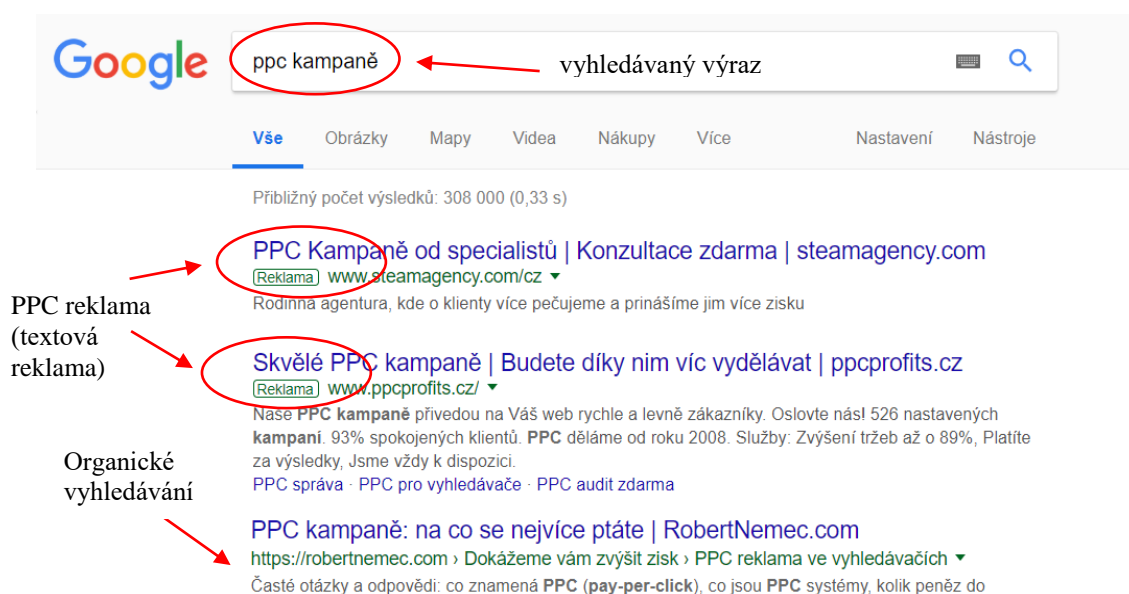 Google
ppc kampaně
vyhledávaný výraz
Vše Obrázky Mapy Videa Nákupy Více Nastavení Nástroje
Přibližný počet výsledků: 308 000 (0,33 s)
PPC Kampaně od specialistů | Konzultace zdarma | steamagency.com
Reklama www.steamagency.com/cz
Rodinná agentura, kde o klienty více pečujeme a prinášíme jim více zisku
PPC reklama
(textová
reklama)
Skvělé PPC kampaně | Budete díky nim víc vydělávat | ppcprofits.cz
Reklama www.ppcprofits.cz/
Naše PPC kampaně přivedou na Váš web rychle a levně zákazníky. Oslovte nás! 526 nastavených
kampaní. 93% spokojených klientů. PPC děláme od roku 2008. Služby: Zvýšení tržeb až o 89%, Platíte
za výsledky, Jsme vždy k dispozici.
PPC správa · PPC pro vyhledávače · PPC audit zdarma
Organické
vyhledávání
PPC kampaně: na co se nejvíce ptáte | RobertNemec.com
https://robertnemec.com › Dokážeme vám zvýšit zisk › PPC reklama ve vyhledávačích
Časté otázky a odpovědi: co znamená PPC (pay-per-click), co jsou PPC systémy, kolik peněz do